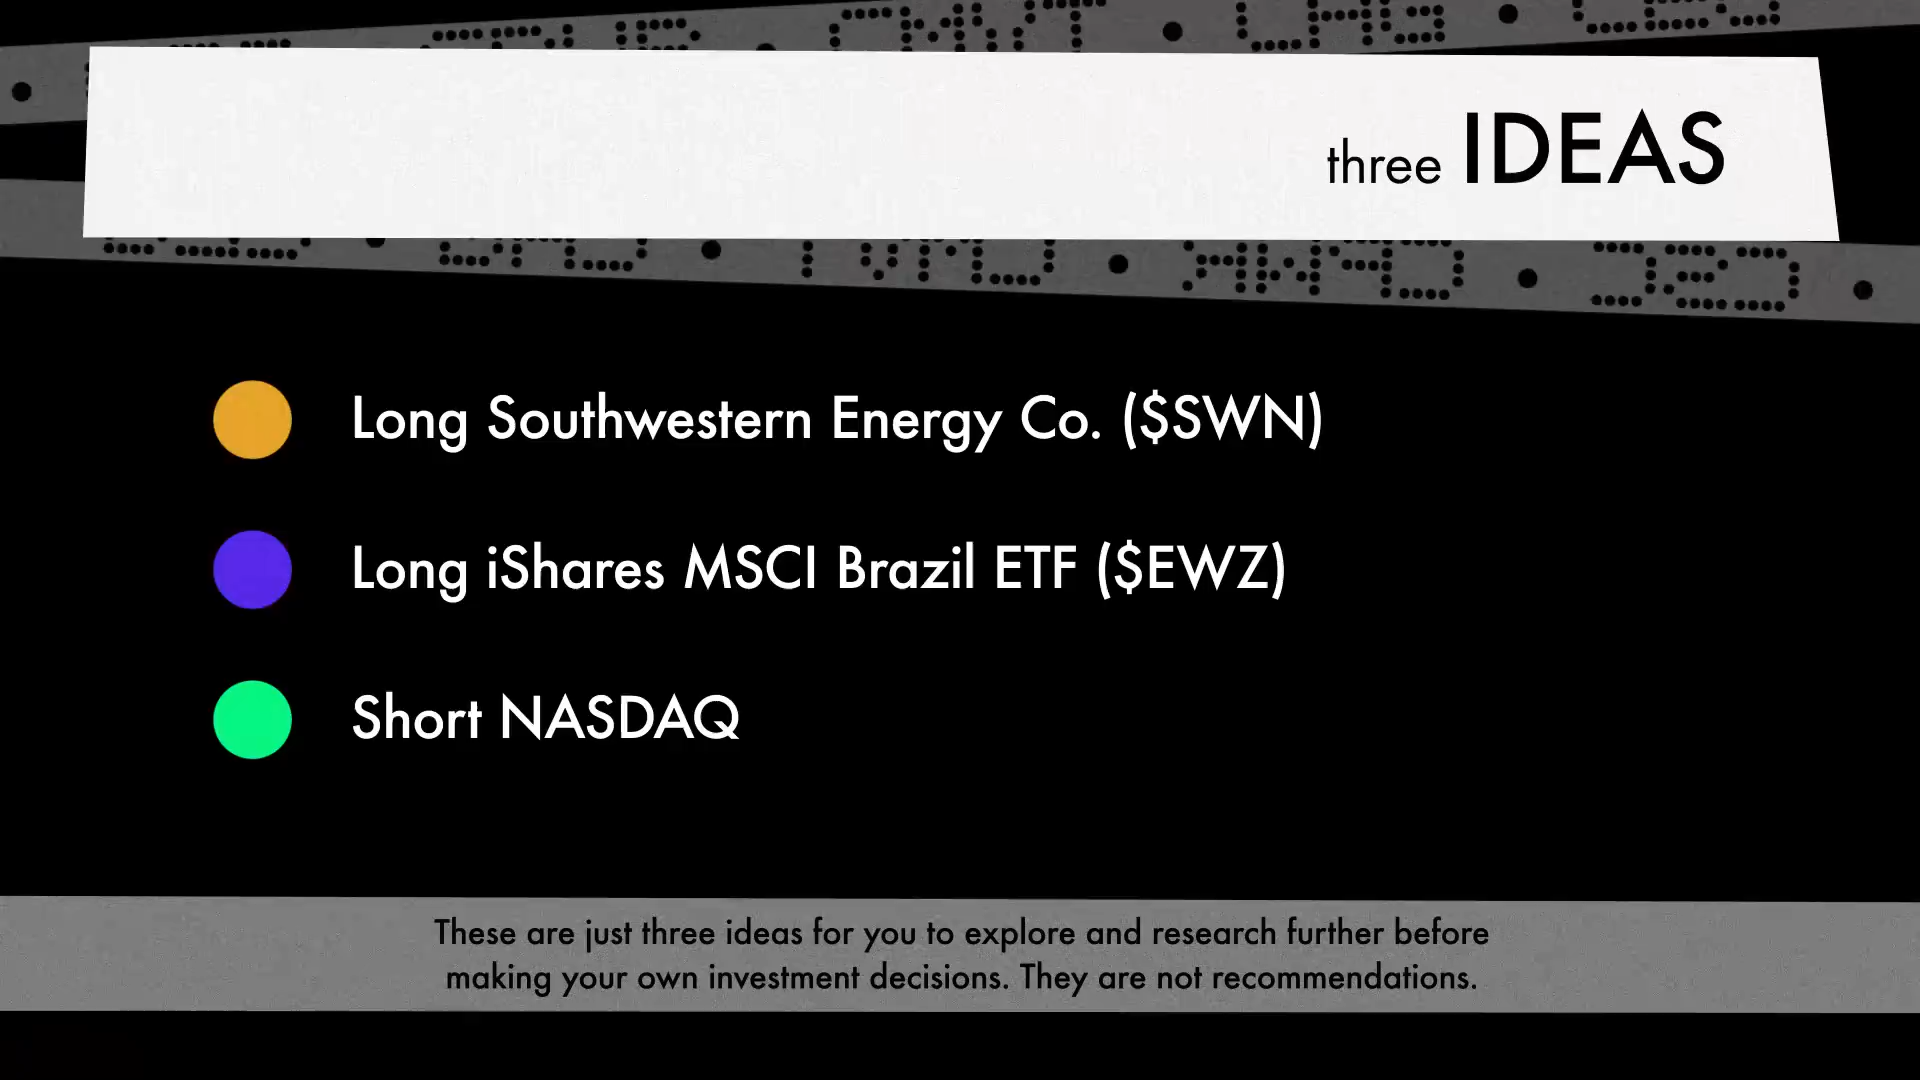 three IDEAS
Long Southwestern Energy Co. ($SWN)
Long iShares MSCI Brazil ETF ($EWZ)
Short NASDAQ
These are just three ideas for you to explore and research further before
making your own investment decisions. They are not recommendations.